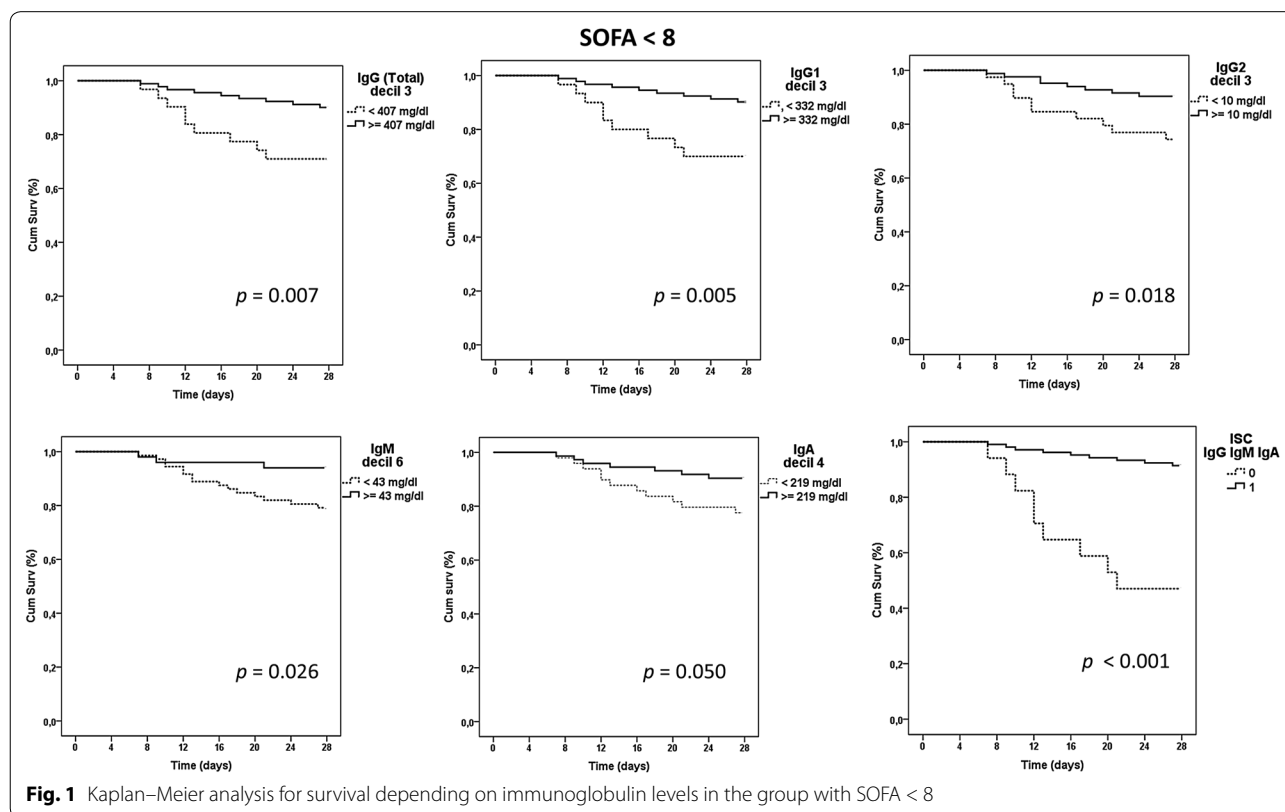 SOFA < 8
IgG (Total)
decil 3
< 407 mg/dl
>= 407 mg/dl
Cum Surv (%)
1,0
0,8
0,6
0,4
0,2
0,0
p = 0.007
0 4 8 12 16 20 24 28
Time (days)
IgG1
decil 3
, < 332 mg/dl
>= 332 mg/dl
Cum Surv (%)
1,0
0,8
0,6
0,4
0,2
0,0
p = 0.005
0 4 8 12 16 20 24 28
Time (days)
IgG2
decil 3
< 10 mg/dl
>= 10 mg/dl
Cum Surv (%)
1,0
0,8
0,6
0,4
0,2
0,0
p = 0.018
0 4 8 12 16 20 24 28
Time (days)
IgM
decil 6
< 43 mg/dl
>= 43 mg/dl
Cum Surv (%)
1,0
0,8
0,6
0,4
0,2
0,0
p = 0.026
0 4 8 12 16 20 24 28
Time (days)
IgA
decil 4
< 219 mg/dl
>= 219 mg/dl
Cum surv (%)
1,0
0,8
0,6
0,4
0,2
0,0
p = 0.050
0 4 8 12 16 20 24 28
Time (days)
ISC
IgG IgM IgA
0
1
Cum Surv (%)
1,0
0,8
0,6
0,4
0,2
0,0
p < 0.001
0 4 8 12 16 20 24 28
Time (days)
Fig. 1 Kaplan–Meier analysis for survival depending on immunoglobulin levels in the group with SOFA < 8